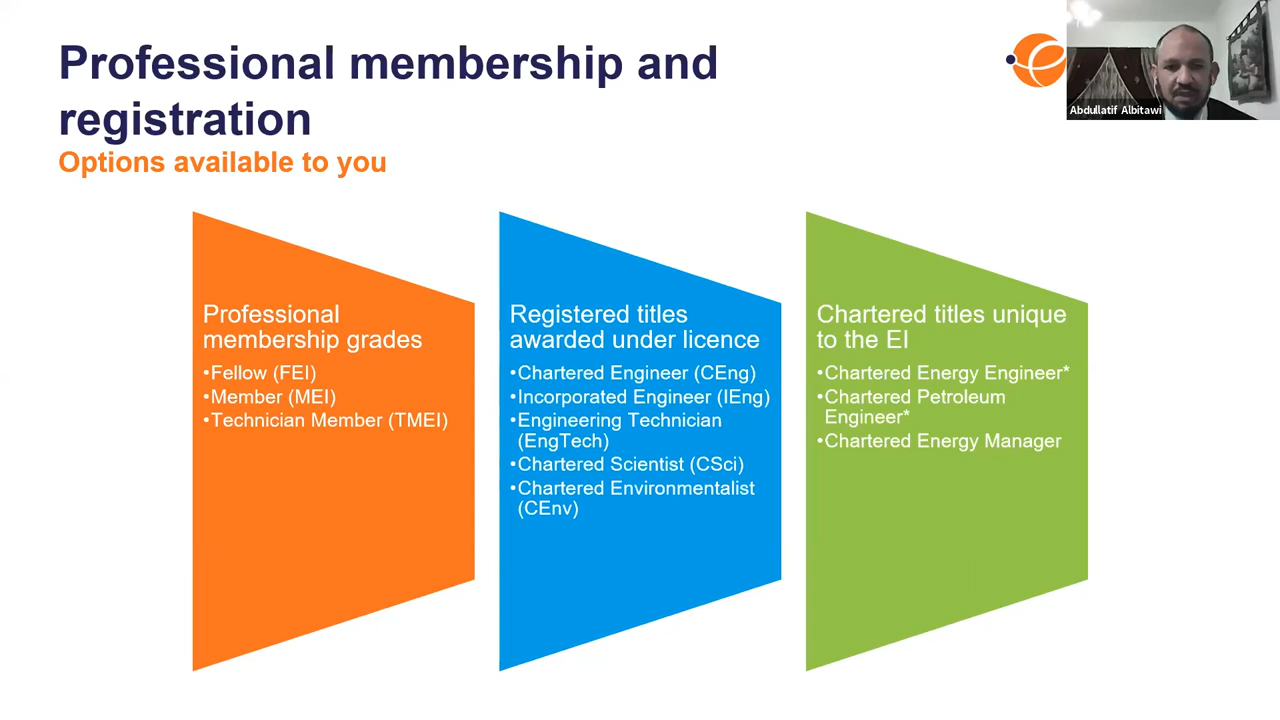 Professional membership and
registration
Options available to you
Abdullatif Albitawi
Professional
membership grades
•Fellow (FEI)
•Member (MEI)
•Technician Member (TMEI)
Registered titles
awarded under licence
•Chartered Engineer (CEng)
•Incorporated Engineer (IEng)
•Engineering Technician
(EngTech)
•Chartered Scientist (CSci)
•Chartered Environmentalist
(CEnv)
Chartered titles unique
to the EI
•Chartered Energy Engineer*
•Chartered Petroleum
Engineer*
•Chartered Energy Manager